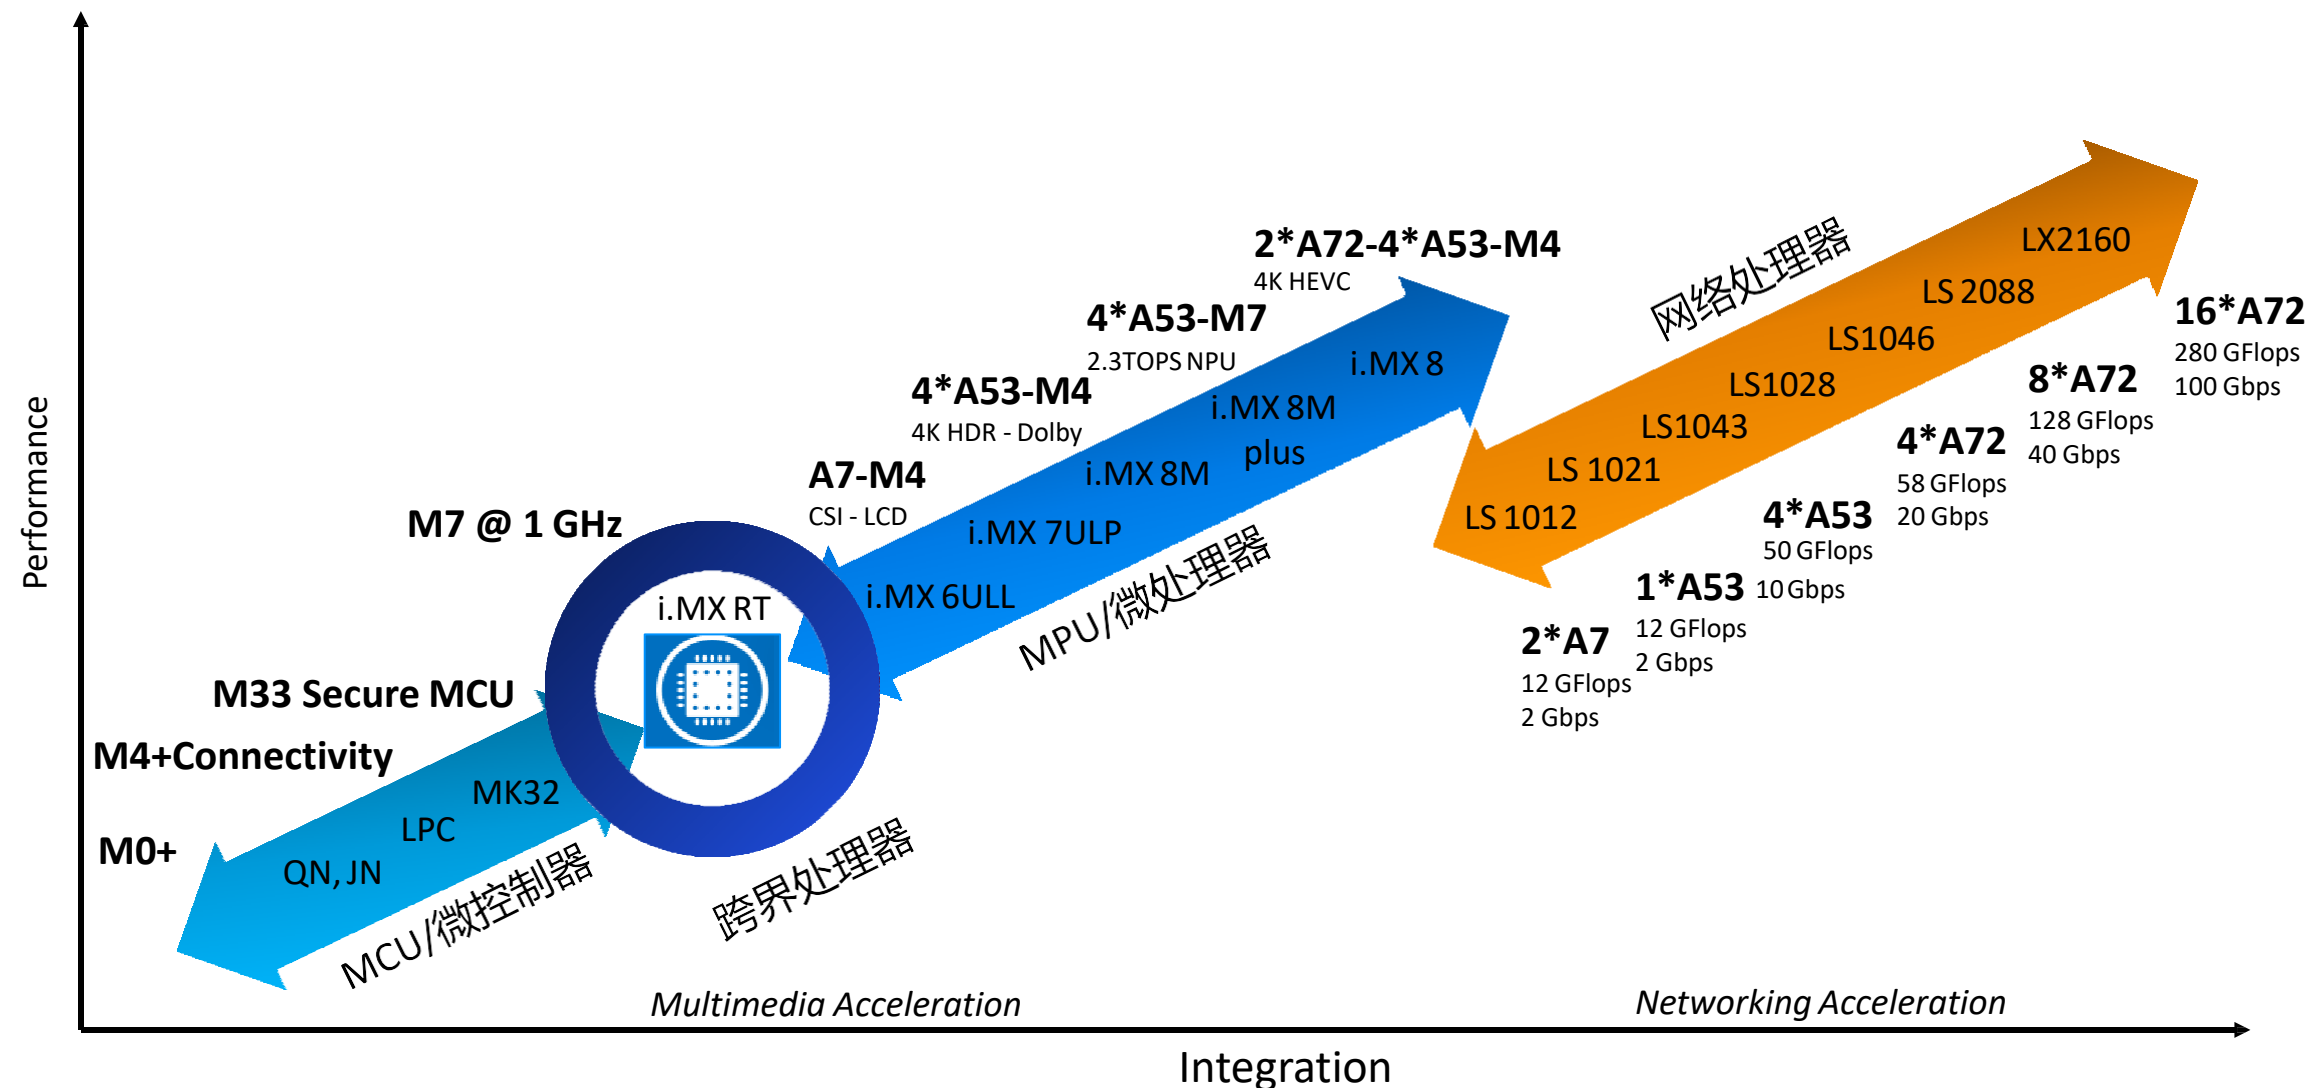 Performance
M0+
M4+Connectivity
M33 Secure MCU
M7 @ 1 GHz
QN, JN
LPC
MK32
MCU/微控制器
i.MX RT
跨界处理器
A7-M4
CSI - LCD
4*A53-M4
4K HDR - Dolby
4*A53-M7
2.3TOPS NPU
2*A72-4*A53-M4
4K HEVC
i.MX 6ULL
i.MX 7ULP
i.MX 8M
i.MX 8M
plus
i.MX 8
MPU/微处理器
网络处理器
LS 1012
LS 1021
LS1043
LS1028
LS1046
LS 2088
LX2160
2*A7
12 GFlops
2 Gbps
1*A53
12 GFlops
2 Gbps
4*A53
50 GFlops
10 Gbps
4*A72
58 GFlops
20 Gbps
8*A72
128 GFlops
40 Gbps
16*A72
280 GFlops
100 Gbps
Multimedia Acceleration
Networking Acceleration
Integration